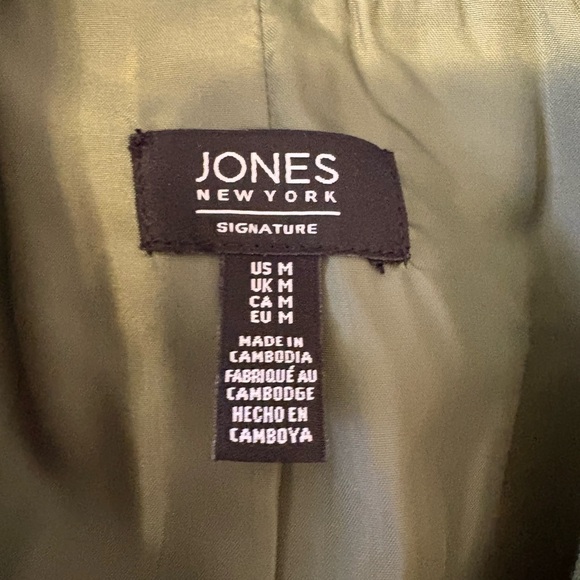 JONES
NEW YORK
SIGNATURE
US M
UK M
CA M
EU M
MADE IN
CAMBODIA
FABRIQUÉ AU
CAMBODGE
HECHO EN
CAMBOYA